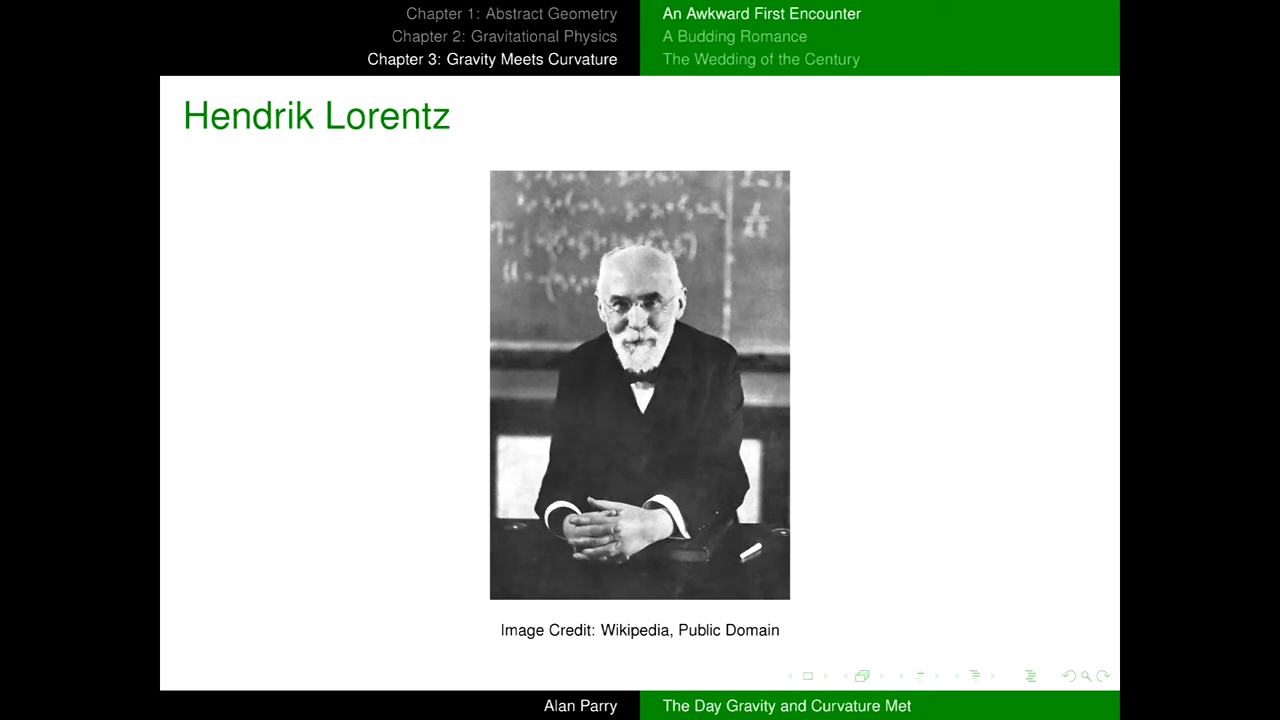 Chapter 1: Abstract Geometry
Chapter 2: Gravitational Physics
Chapter 3: Gravity Meets Curvature
An Awkward First Encounter
A Budding Romance
The Wedding of the Century
Hendrik Lorentz
Image Credit: Wikipedia, Public Domain
Alan Parry
The Day Gravity and Curvature Met